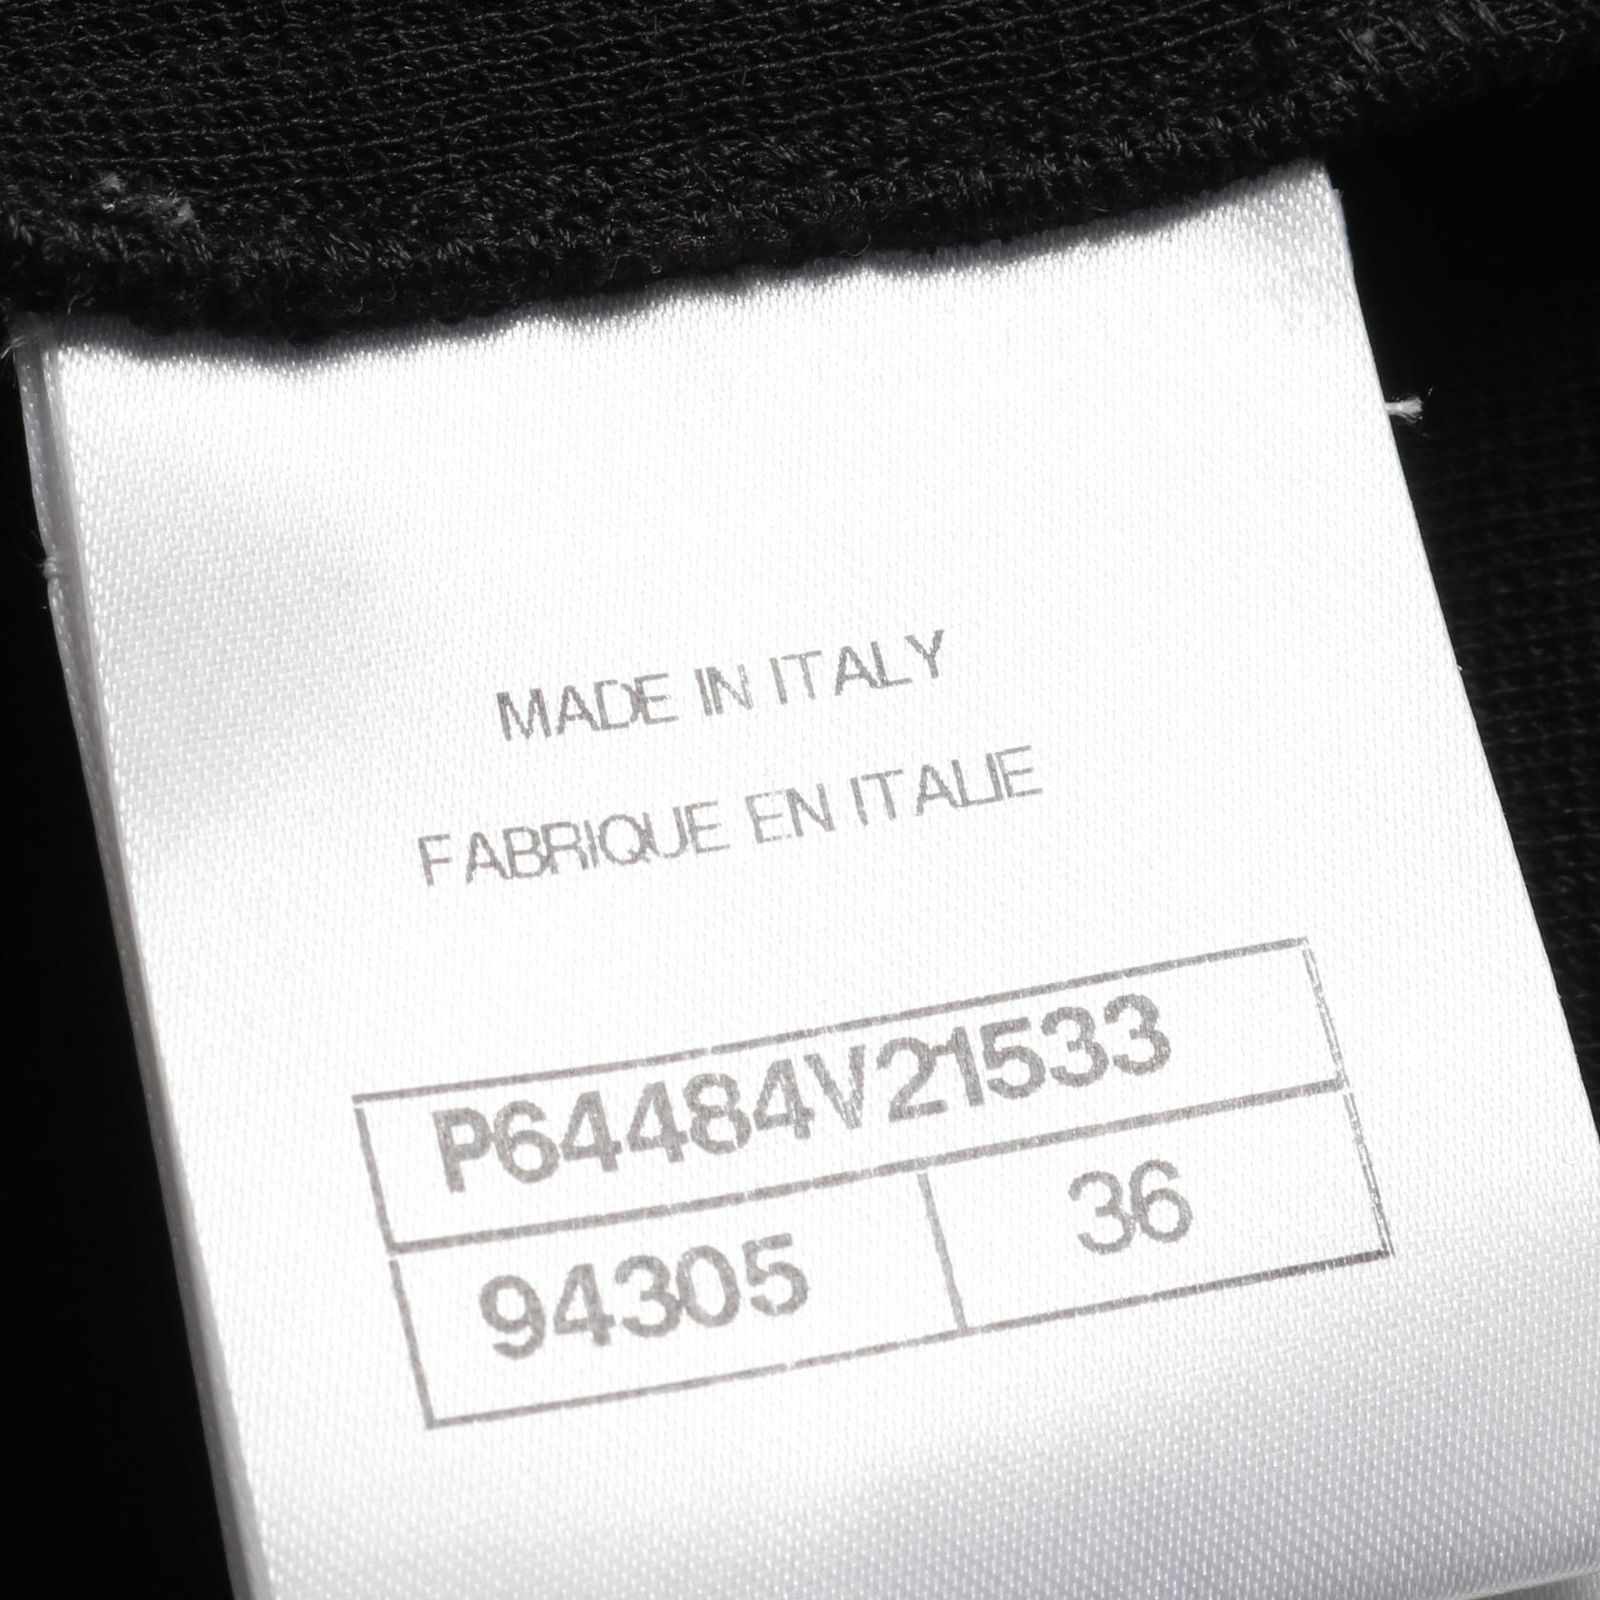 MADE IN ITALY
FABRIQUE EN ITALIE
P64484V21533
94305 36